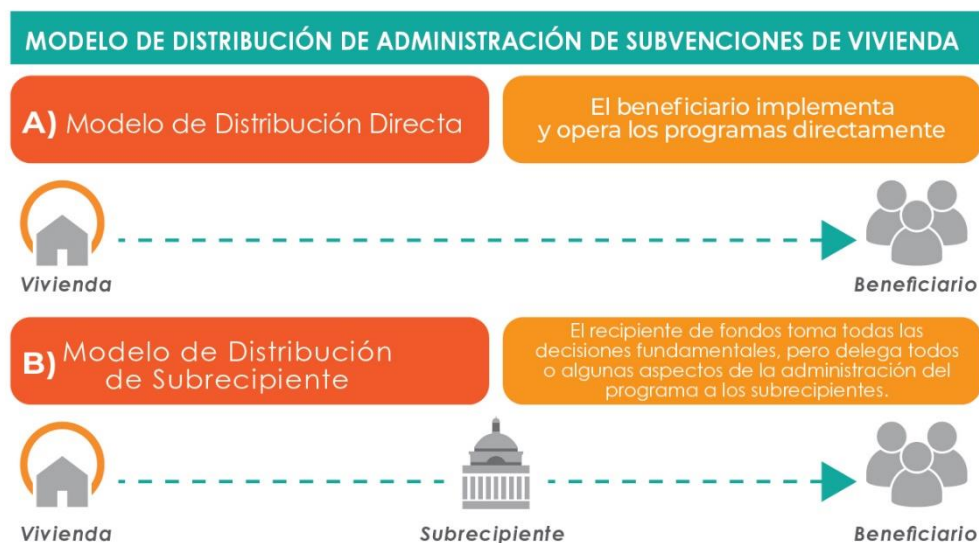 MODELO DE DISTRIBUCIÓN DE ADMINISTRACIÓN DE SUBVENCIONES DE VIVIENDA
A) Modelo de Distribución Directa
El beneficiario implementa
y opera los programas directamente
Vivienda
Beneficiario
B) Modelo de Distribución
de Subrecipiente
El recipiente de fondos toma todas las
decisiones fundamentales, pero delega todos
o algunas aspectos de la administración del
programa a los subrecipientes.
Vivienda
Subrecipiente
Beneficiario